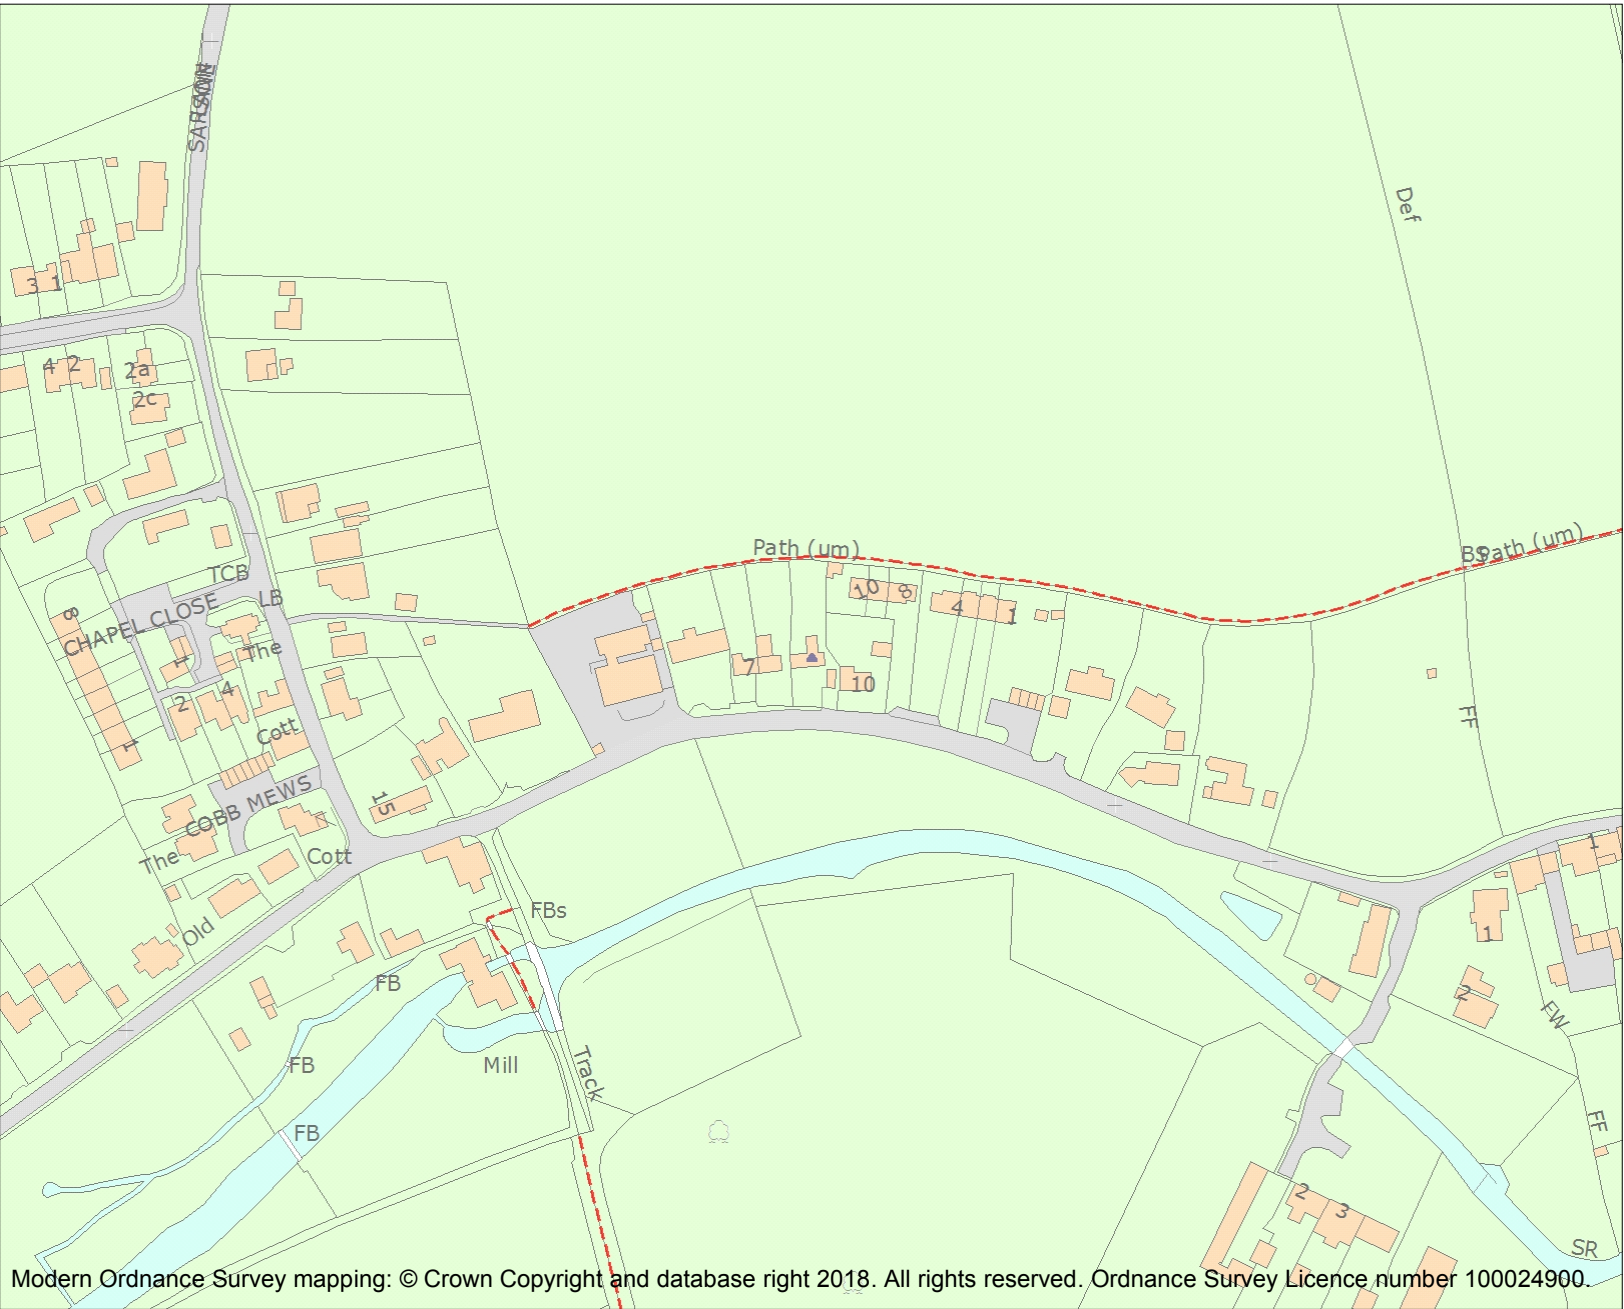 SARSON LANE
Def
3 1
4 2
2a
2c
Path (um)
BS
Path (um)
TCB
LB
10
8
4
1
8
CHAPEL CLOSE
1
The
7
10
2
4
Cott
FF
1
COBB MEWS
15
The
Cott
1
Old
FBs
1
FB
2
FW
FB
Mill
Track
FB
FF
2
3
SR
Modern Ordnance Survey mapping: © Crown Copyright and database right 2018. All rights reserved. Ordnance Survey Licence number 100024900.